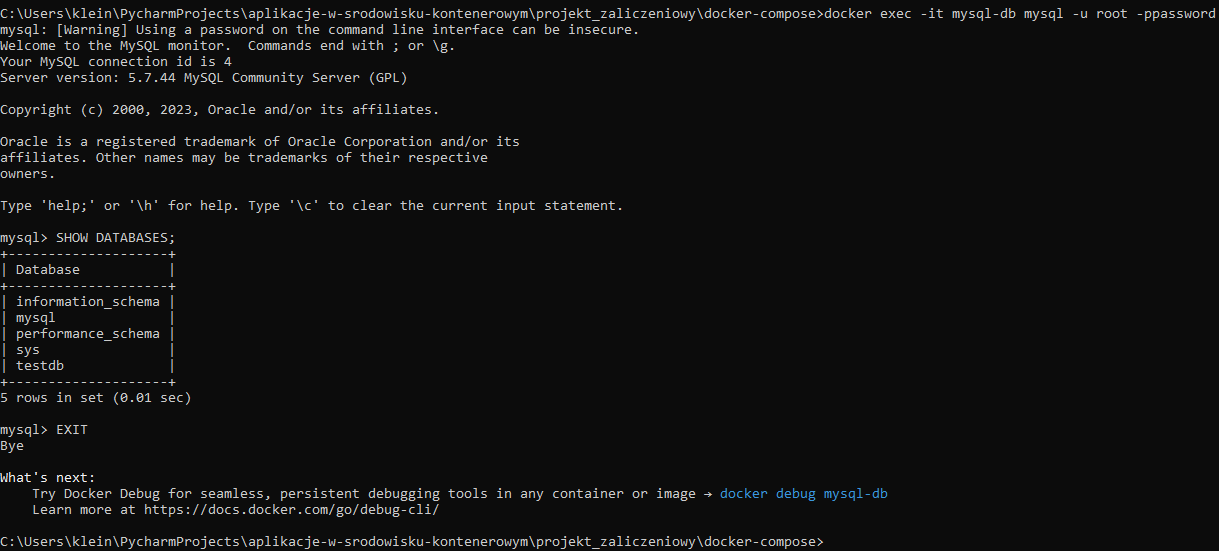 C:\Users\klein\PycharmProjects\aplikacje-w-srodowisku-kontenerowym\projekt_zaliczeniowy\docker-compose>docker exec -it mysql-db mysql -u root -ppassword
mysql: [Warning] Using a password on the command line interface can be insecure.
Welcome to the MySQL monitor.  Commands end with ; or \g.
Your MySQL connection id is 4
Server version: 5.7.44 MySQL Community Server (GPL)

Copyright (c) 2000, 2023, Oracle and/or its affiliates.

Oracle is a registered trademark of Oracle Corporation and/or its
affiliates. Other names may be trademarks of their respective
owners.

Type 'help;' or '\h' for help. Type '\c' to clear the current input statement.

mysql> SHOW DATABASES;
+--------------------+
| Database           |
+--------------------+
| information_schema |
| mysql              |
| performance_schema |
| sys                |
| testdb             |
+--------------------+
5 rows in set (0.01 sec)

mysql> EXIT
Bye

What's next:
    Try Docker Debug for seamless, persistent debugging tools in any container or image → docker debug mysql-db
    Learn more at https://docs.docker.com/go/debug-cli/

C:\Users\klein\PycharmProjects\aplikacje-w-srodowisku-kontenerowym\projekt_zaliczeniowy\docker-compose>